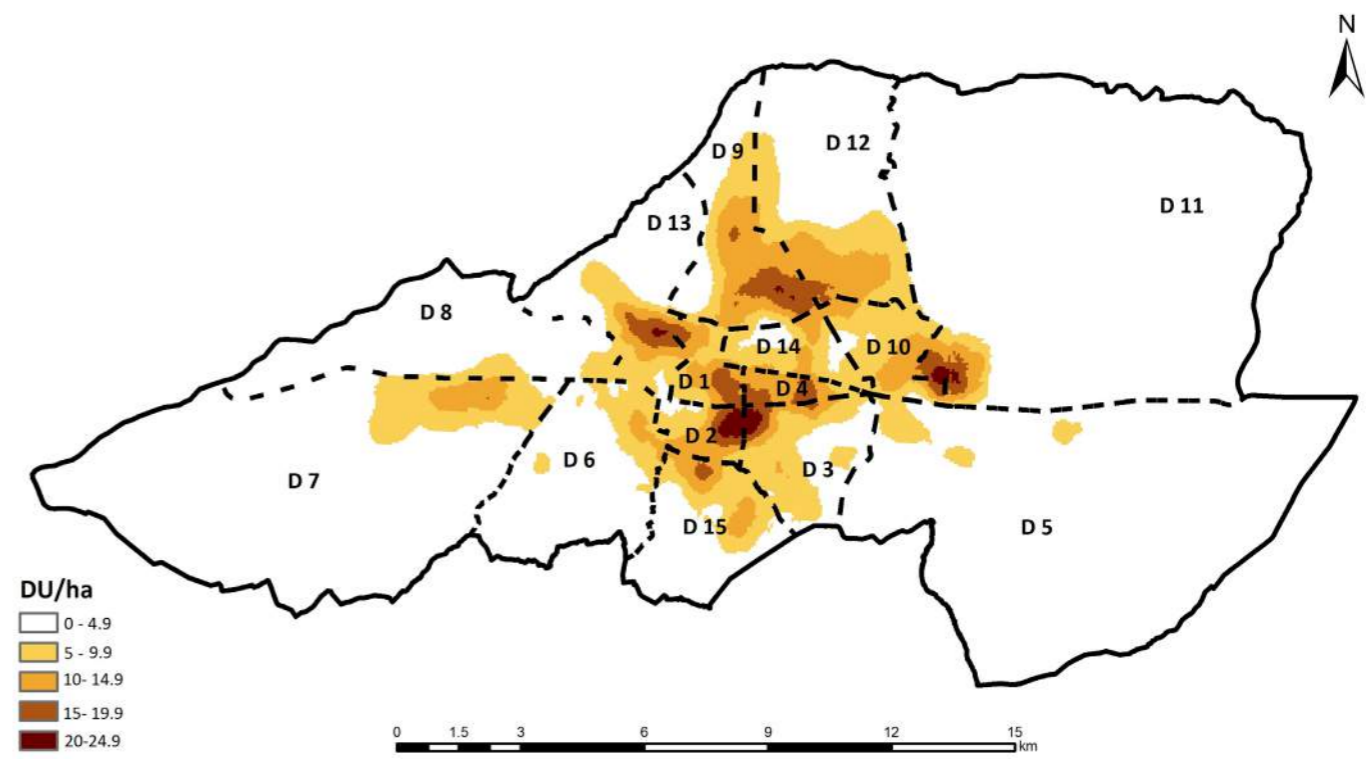 N
D 12
D 9
D 11
D 13
D 8
D 14
D 10
D 1
D 4
D 2
D 6
D 3
D 7
D 15
D 5
DU/ha
0 - 4.9
5 - 9.9
10- 14.9
15- 19.9
20-24.9
0 1.5 3 6 9 12 15
km